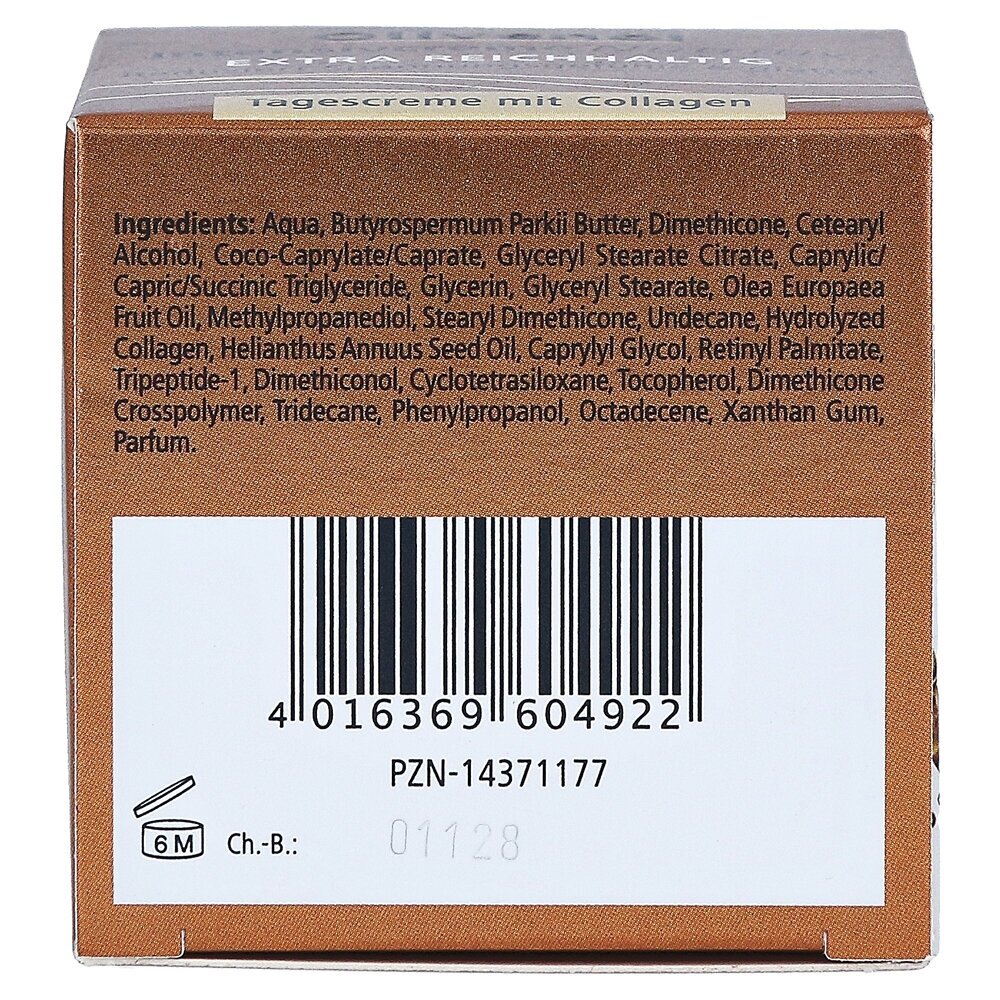 EXTRA REICHHALTIG
Tagescreme mit Collagen
Ingredients: Aqua, Butyrospermum Parkii Butter, Dimethicone, Cetearyl
Alcohol, Coco-Caprylate/Caprate, Glyceryl Stearate Citrate, Caprylic/
Capric/Succinic Triglyceride, Glycerin, Glyceryl Stearate, Olea Europaea
Fruit Oil, Methylpropanediol, Stearyl Dimethicone, Undecane, Hydrolyzed
Collagen, Helianthus Annuus Seed Oil, Caprylyl Glycol, Retinyl Palmitate,
Tripeptide-1, Dimethiconol, Cyclotetrasiloxane, Tocopherol, Dimethicone
Crosspolymer, Tridecane, Phenylpropanol, Octadecene, Xanthan Gum,
Parfum.
4 016369 604922
PZN-14371177
6 M Ch.-B.: 01128